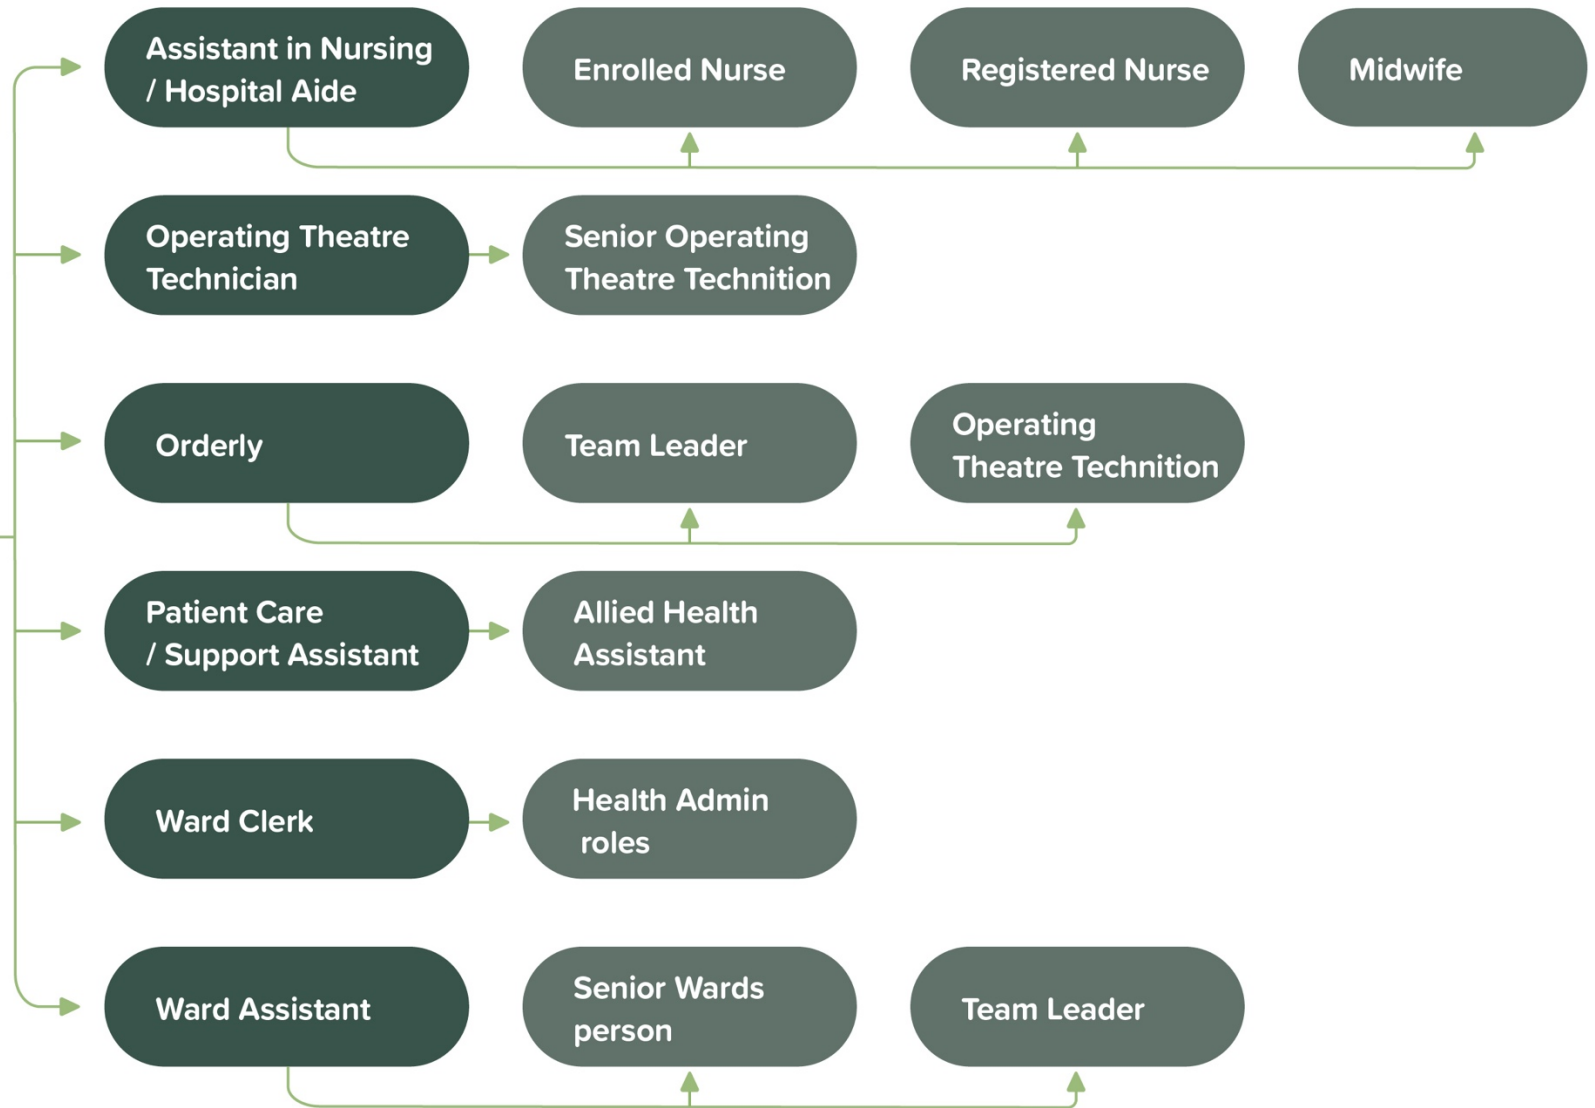 Assistant in Nursing
/ Hospital Aide
Enrolled Nurse
Registered Nurse
Midwife
Operating Theatre
Technician
Senior Operating
Theatre Technition
Orderly
Team Leader
Operating
Theatre Technition
Patient Care
/ Support Assistant
Allied Health
Assistant
Ward Clerk
Health Admin
roles
Ward Assistant
Senior Wards
person
Team Leader